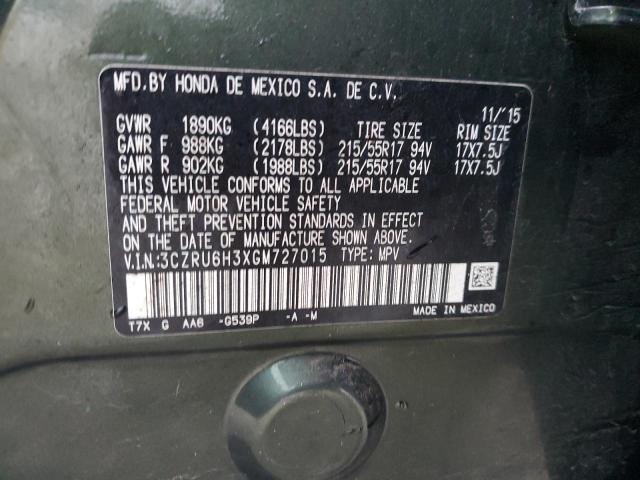 MFD.BY HONDA DE MEXICO S.A. DE C.V.
11/'15
GVWR 1890KG (4166LBS) TIRE SIZE RIM SIZE
GAWR F 988KG (2178LBS) 215/55R17 94V 17X7.5J
GAWR R 902KG (1988LBS) 215/55R17 94V 17X7.5J
THIS VEHICLE CONFORMS TO ALL APPLICABLE
FEDERAL MOTOR VEHICLE SAFETY
AND THEFT PREVENTION STANDARDS IN EFFECT
ON THE DATE OF MANUFACTURE SHOWN ABOVE.
V.I.N:3CZRU6H3XGM727015 TYPE: MPV
T7X G AA6 -G539P -A -M MADE IN MEXICO